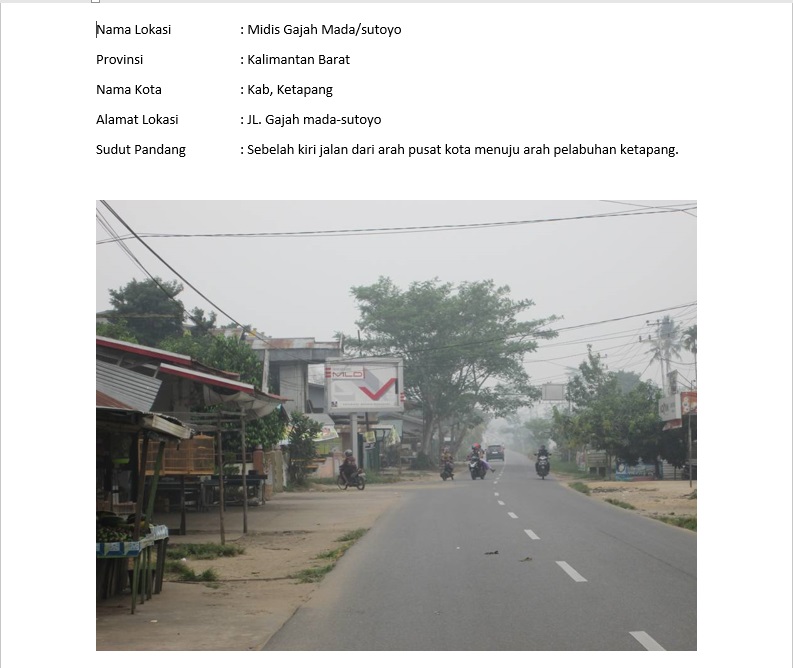 Nama Lokasi : Midis Gajah Mada/sutoyo
Provinsi : Kalimantan Barat
Nama Kota : Kab, Ketapang
Alamat Lokasi : JL. Gajah mada-sutoyo
Sudut Pandang : Sebelah kiri jalan dari arah pusat kota menuju arah pelabuhan ketapang.
MLD